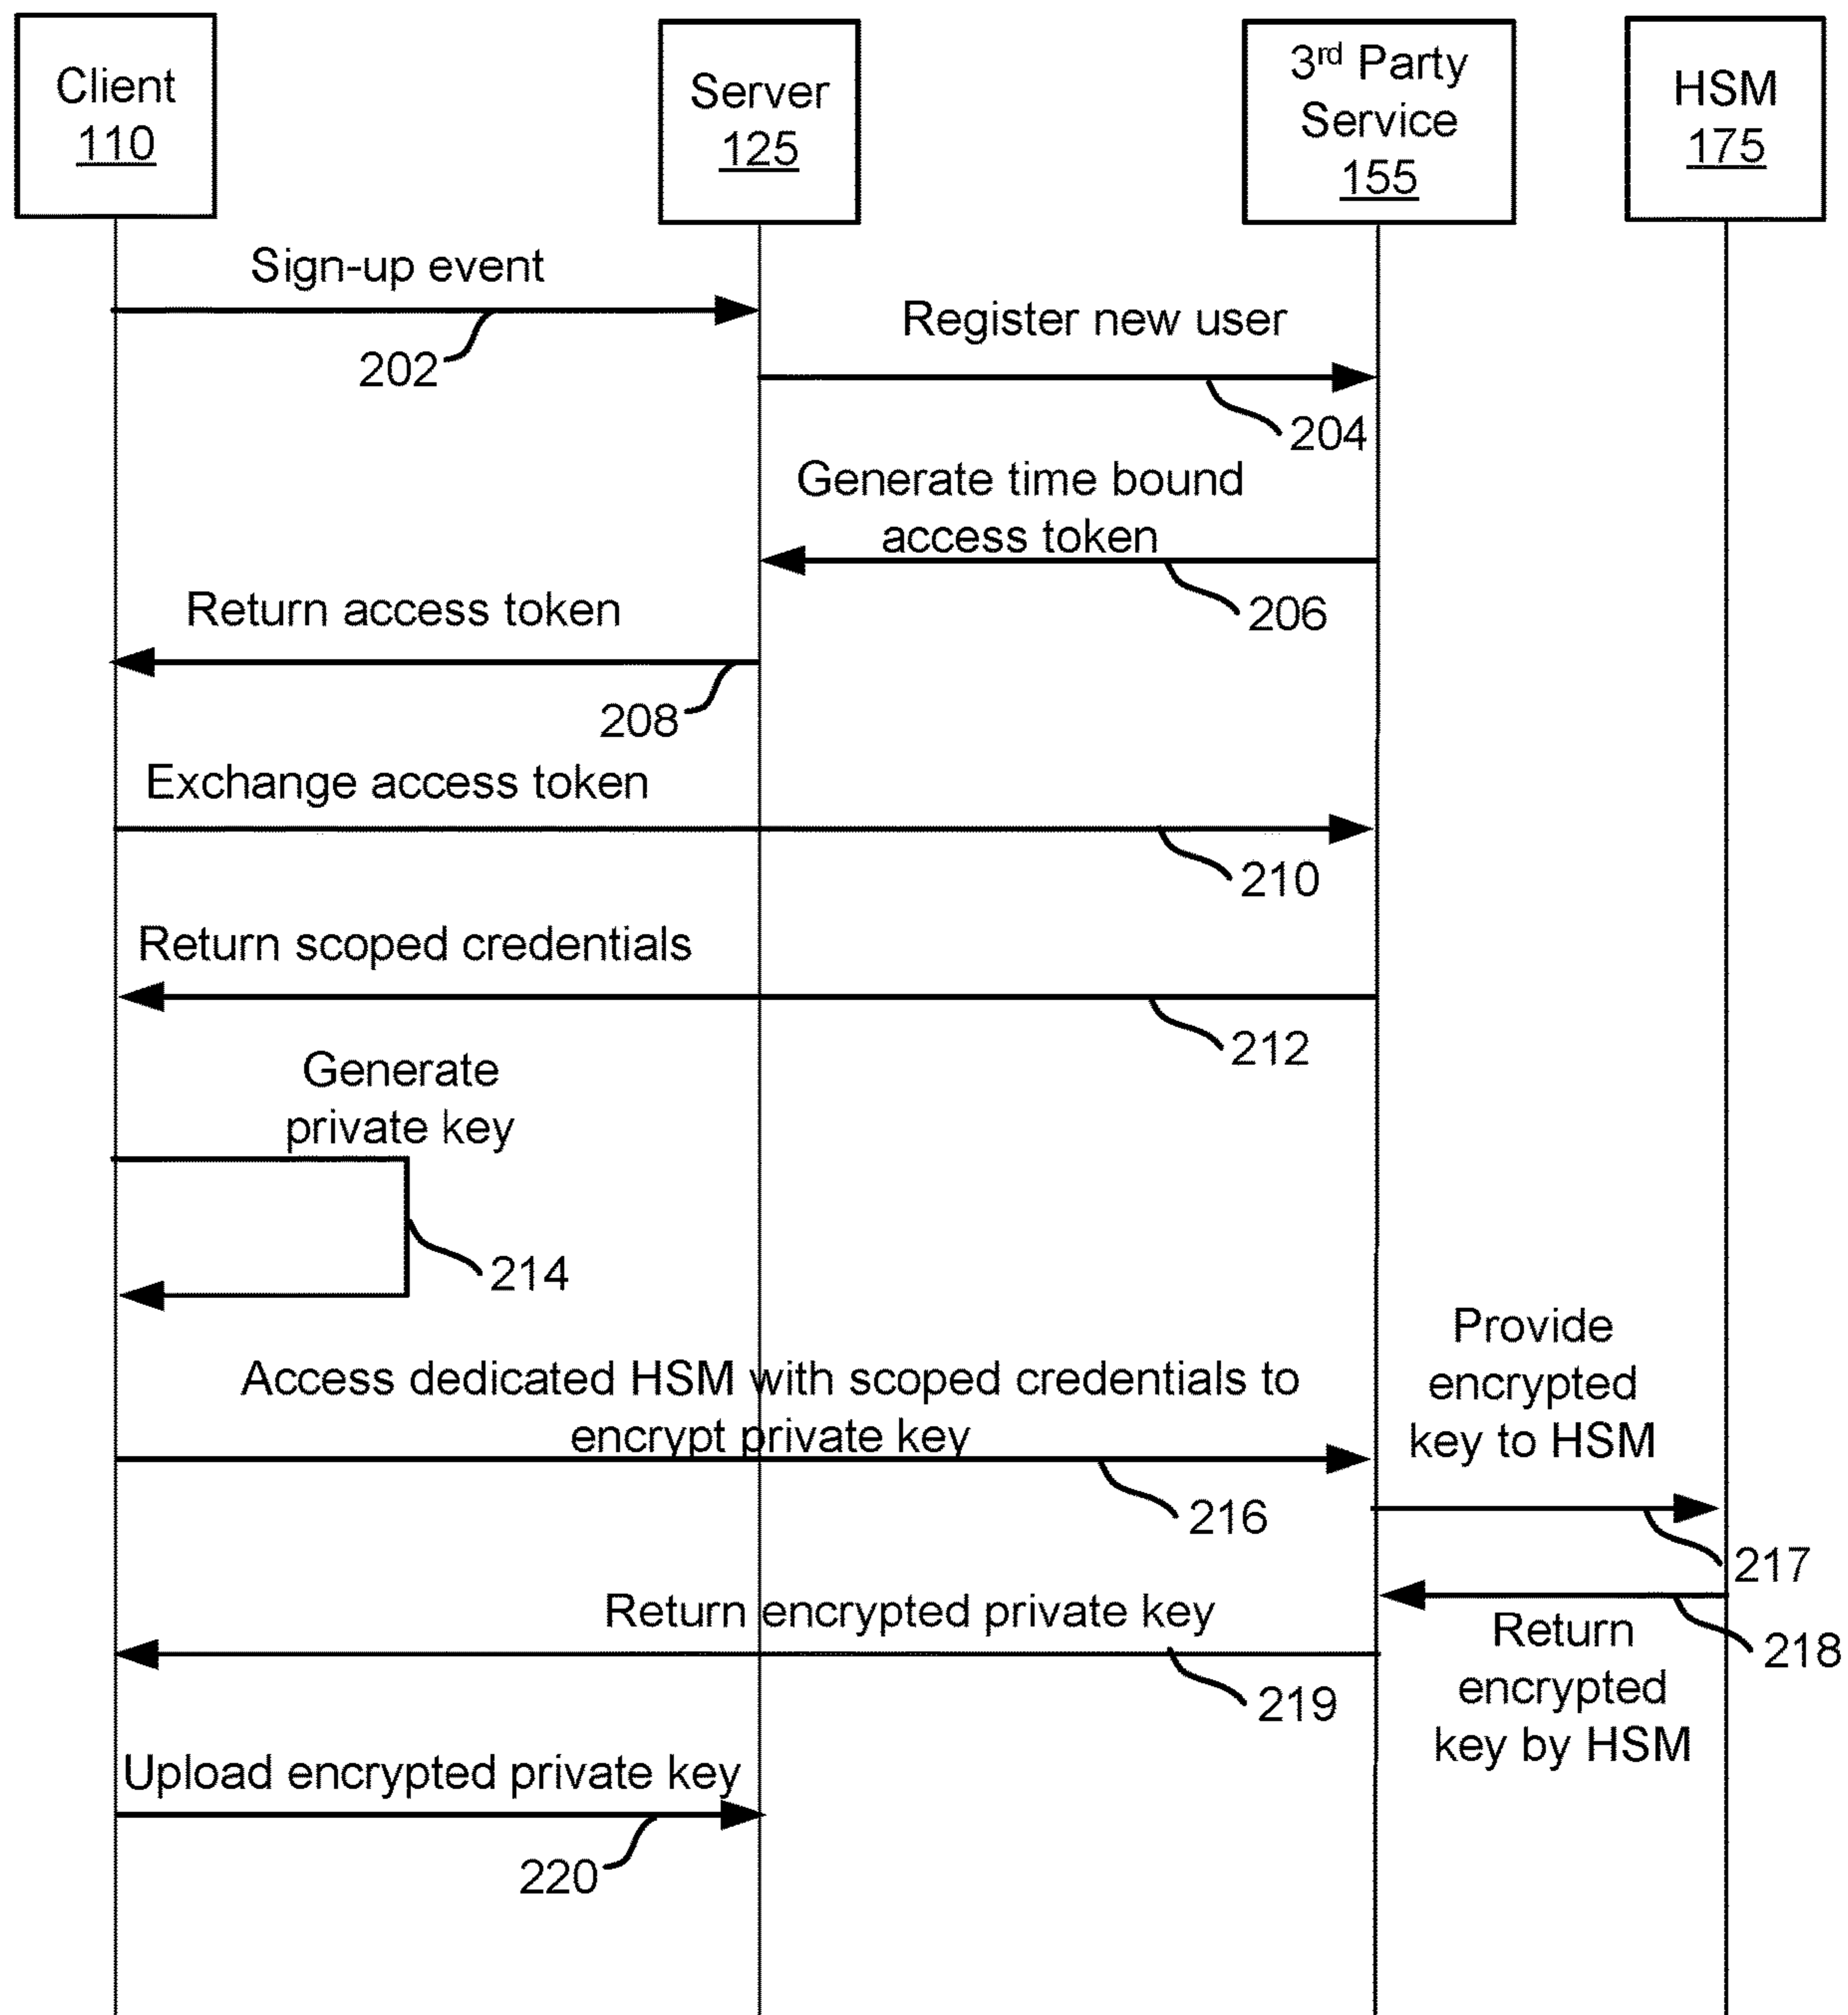 Client
110
Server
125
3rd Party
Service
155
HSM
175
Sign-up event
202
Register new user
204
Generate time bound
access token
206
Return access token
208
Exchange access token
210
Return scoped credentials
212
Generate
private key
214
Access dedicated HSM with scoped credentials to
encrypt private key
216
Provide
encrypted
key to HSM
217
Return
encrypted
key by HSM
218
Return encrypted private key
219
Upload encrypted private key
220